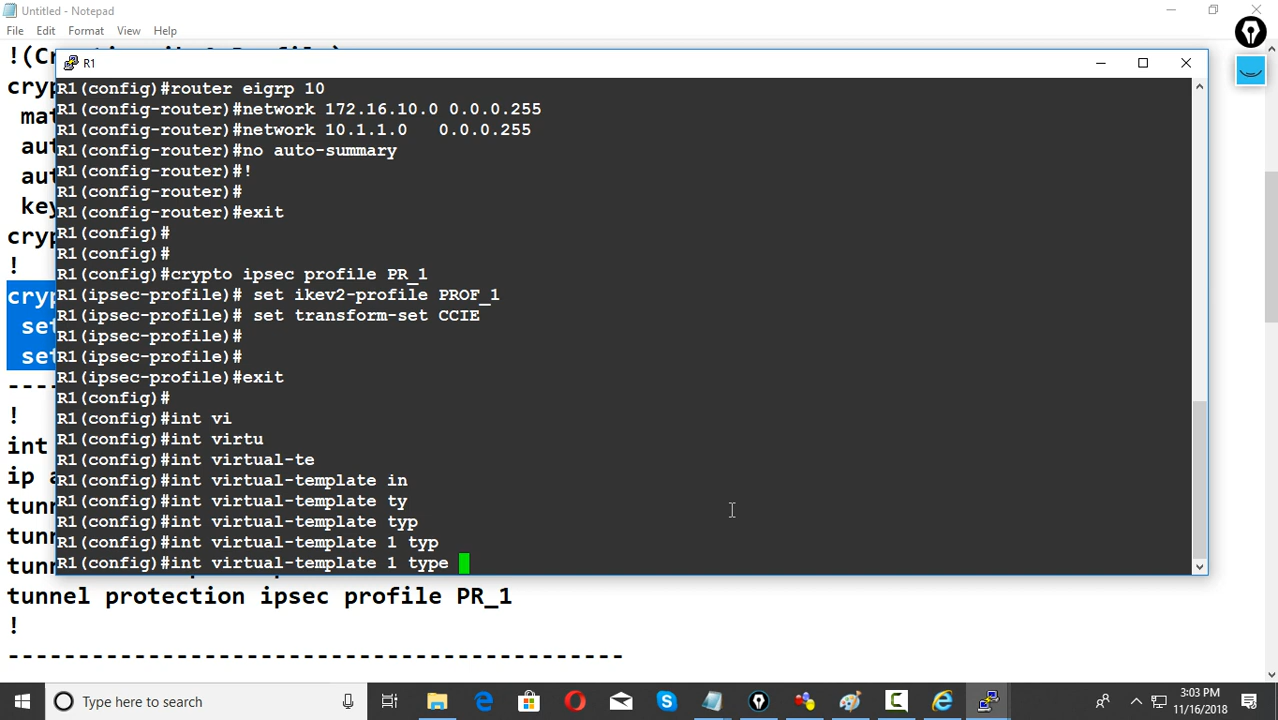 Untitled - Notepad
File Edit Format View Help
R1
R1(config)#router eigrp 10
R1(config-router)#network 172.16.10.0 0.0.0.255
R1(config-router)#network 10.1.1.0   0.0.0.255
R1(config-router)#no auto-summary
R1(config-router)#!
R1(config-router)#
R1(config-router)#exit
R1(config)#
R1(config)#
R1(config)#crypto ipsec profile PR_1
R1(ipsec-profile)# set ikev2-profile PROF_1
R1(ipsec-profile)# set transform-set CCIE
R1(ipsec-profile)#
R1(ipsec-profile)#
R1(ipsec-profile)#exit
R1(config)#
R1(config)#int vi
R1(config)#int virtu
R1(config)#int virtual-te
R1(config)#int virtual-template in
R1(config)#int virtual-template ty
R1(config)#int virtual-template typ
R1(config)#int virtual-template 1 typ
R1(config)#int virtual-template 1 type
!
set
set
!
int
ip
tunnel protection ipsec profile PR_1
!
--------------------------------------------
Type here to search
3:03 PM
11/16/2018